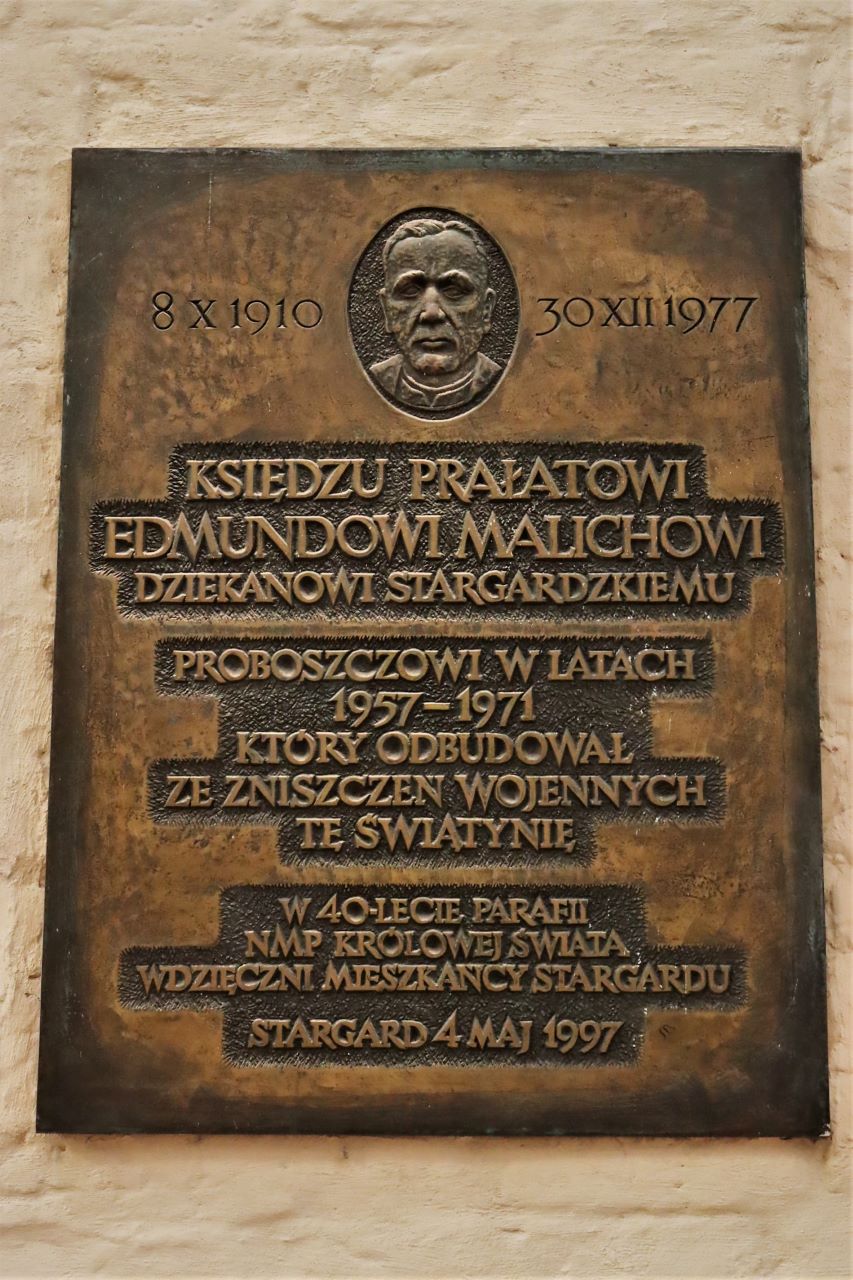 8 X 1910 30 XII 1977
KSIĘDZU PRAŁATOWI
EDMUNDOWI MALICHOWI
DZIEKANOWI STARGARDZKIEMU
PROBOSZCZOWI W LATACH
1957–1971
KTÓRY ODBUDOWAŁ
ZE ZNISZCZEŃ WOJENNYCH
TĘ ŚWIĄTYNIĘ
W 40-LECIE PARAFII
NMP KRÓLOWEJ ŚWIATA
WDZIĘCZNI MIESZKAŃCY STARGARDU
STARGARD 4 MAJ 1997